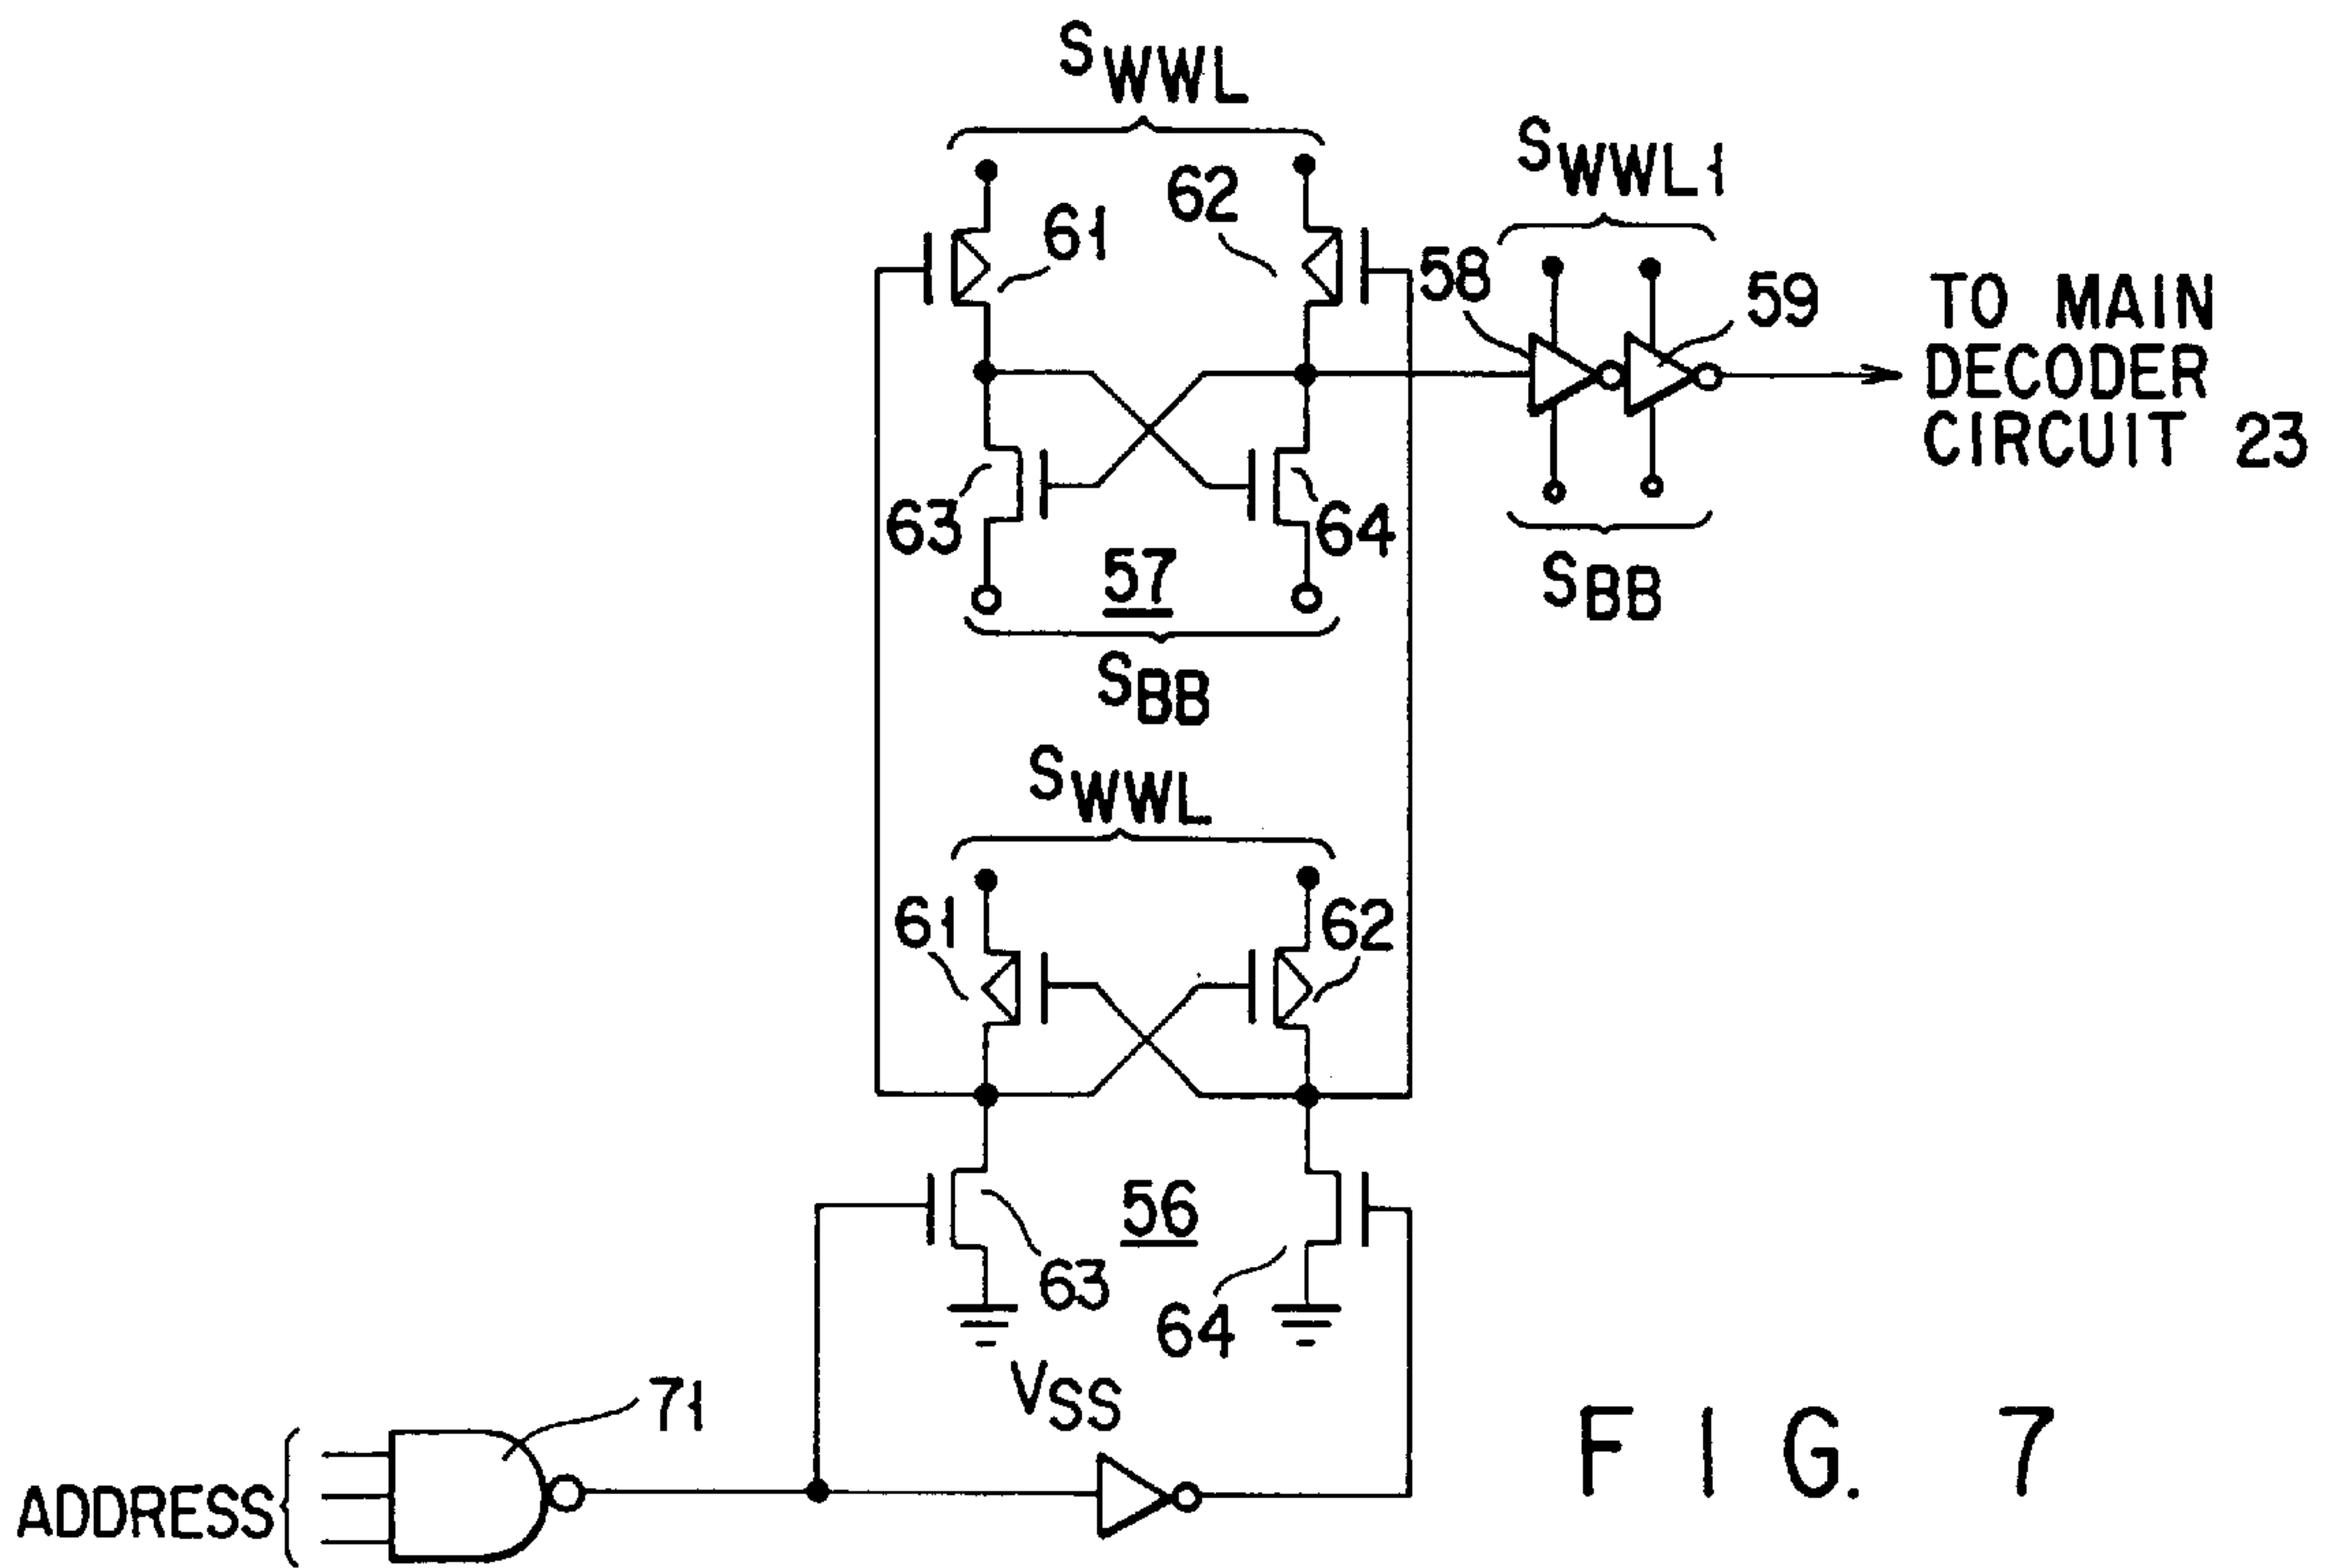 SWWL
SWWL1
61
62
58
59
TO MAIN
DECODER
CIRCUIT 23
63
64
57
SBB
SBB
SWWL
61
62
56
63
64
VSS
71
ADDRESS
FIG. 7